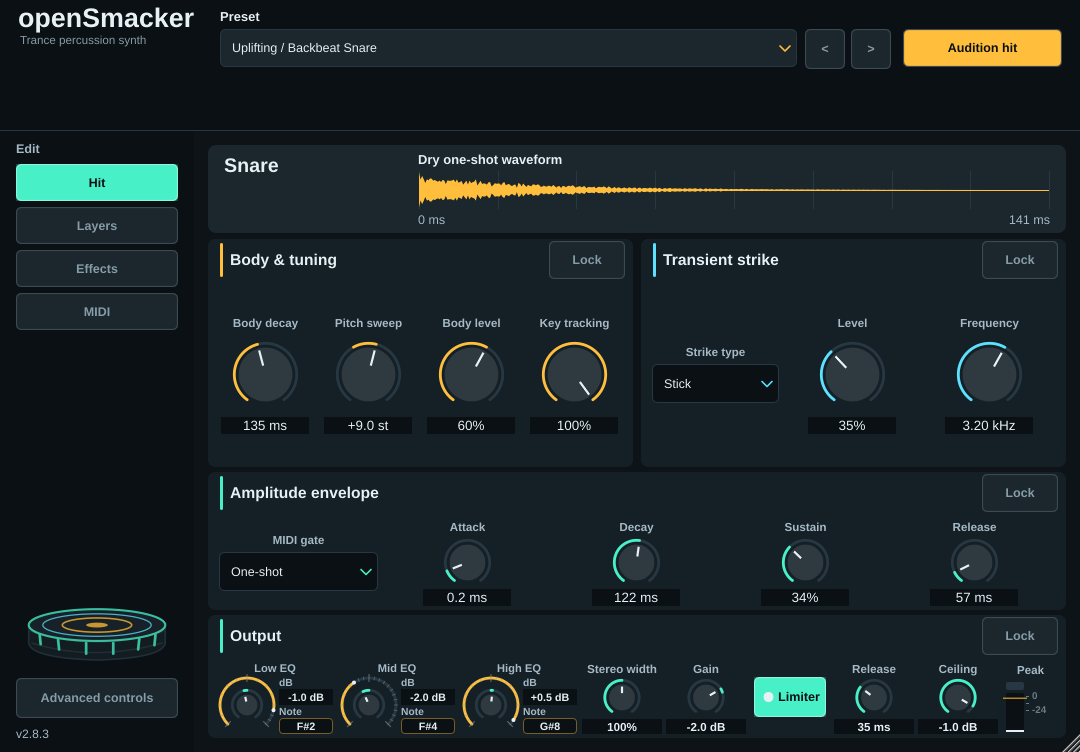 openSmacker
Trance percussion synth
Preset
Uplifting / Backbeat Snare
<
>
Audition hit
Edit
Hit
Layers
Effects
MIDI
Snare
Dry one-shot waveform
0 ms
141 ms
Body & tuning
Lock
Body decay
Pitch sweep
Body level
Key tracking
135 ms
+9.0 st
60%
100%
Transient strike
Lock
Strike type
Stick
Level
Frequency
35%
3.20 kHz
Amplitude envelope
Lock
MIDI gate
One-shot
Attack
Decay
Sustain
Release
0.2 ms
122 ms
34%
57 ms
Output
Lock
Low EQ
dB
-1.0 dB
Note
F#2
Mid EQ
dB
-2.0 dB
Note
F#4
High EQ
dB
+0.5 dB
Note
G#8
Stereo width
100%
Gain
-2.0 dB
Limiter
Release
35 ms
Ceiling
-1.0 dB
Peak
- 0
- -24
Advanced controls
v2.8.3